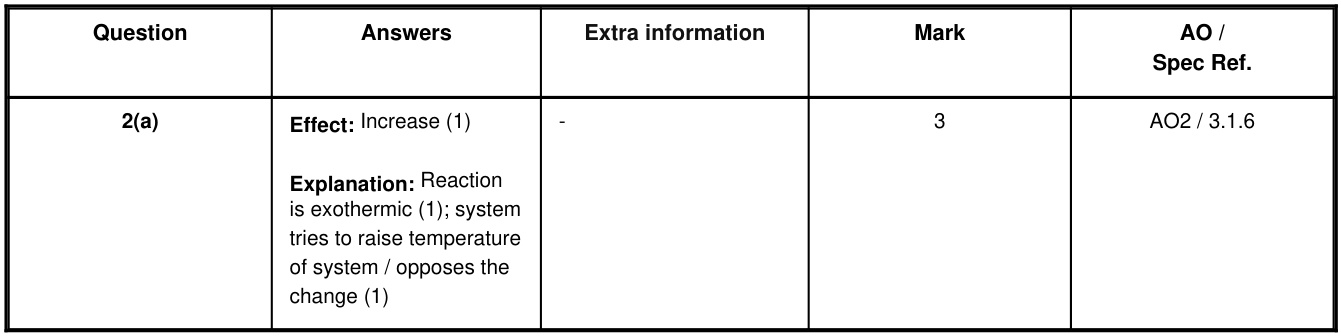 Question Answers Extra information Mark AO /
Spec Ref.
2(a) Effect: Increase (1) - 3 AO2 / 3.1.6
Explanation: Reaction
is exothermic (1); system
tries to raise temperature
of system / opposes the
change (1)